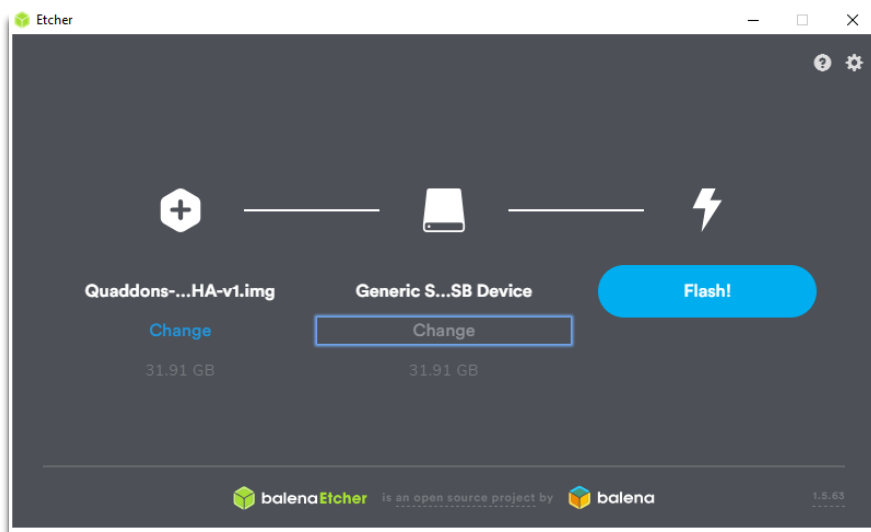 Etcher
Quaddons-...HA-v1.img
Generic S...SB Device
Flash!
Change
Change
31.91 GB
31.91 GB
balenaEtcher is an open source project by balena
1.5.63